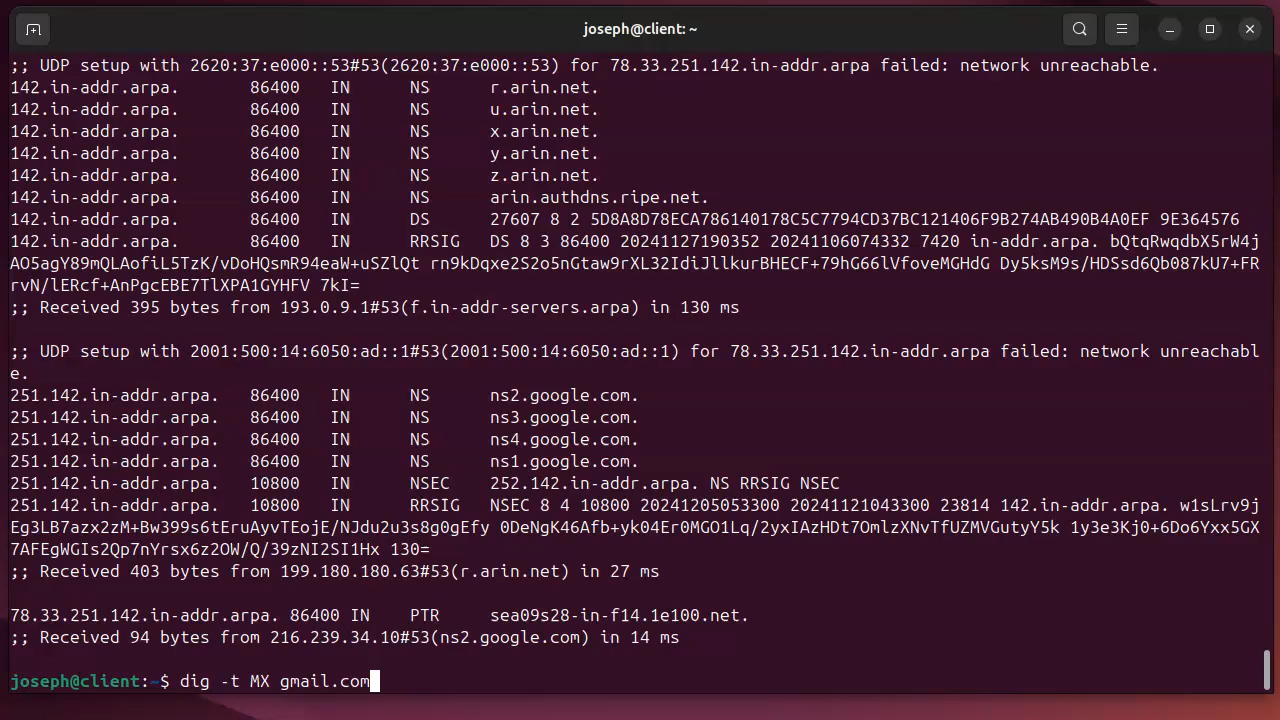 joseph@client: ~
;; UDP setup with 2620:37:e000::53#53(2620:37:e000::53) for 78.33.251.142.in-addr.arpa failed: network unreachable.
142.in-addr.arpa. 86400 IN NS r.arin.net.
142.in-addr.arpa. 86400 IN NS u.arin.net.
142.in-addr.arpa. 86400 IN NS x.arin.net.
142.in-addr.arpa. 86400 IN NS y.arin.net.
142.in-addr.arpa. 86400 IN NS z.arin.net.
142.in-addr.arpa. 86400 IN NS arin.authdns.ripe.net.
142.in-addr.arpa. 86400 IN DS 27607 8 2 5D8A8D78ECA786140178C5C7794CD37BC121406F9B274AB490B4A0EF 9E364576
142.in-addr.arpa. 86400 IN RRSIG DS 8 3 86400 20241127190352 20241106074332 7420 in-addr.arpa. bQtqRwqdbX5rW4j
AO5agY89mQLAofiL5TzK/vDoHQsmR94eaW+uSZlQt rn9kDqxe2S2o5nGtaw9rXL32IdiJllkurBHECF+79hG66lVfoveMGHdG Dy5ksM9s/HDSsd6Qb087kU7+FR
rvN/lERcf+AnPgcEBE7TlXPA1GYHFV 7kI=
;; Received 395 bytes from 193.0.9.1#53(f.in-addr-servers.arpa) in 130 ms
;; UDP setup with 2001:500:14:6050:ad::1#53(2001:500:14:6050:ad::1) for 78.33.251.142.in-addr.arpa failed: network unreachabl
e.
251.142.in-addr.arpa. 86400 IN NS ns2.google.com.
251.142.in-addr.arpa. 86400 IN NS ns3.google.com.
251.142.in-addr.arpa. 86400 IN NS ns4.google.com.
251.142.in-addr.arpa. 86400 IN NS ns1.google.com.
251.142.in-addr.arpa. 10800 IN NSEC 252.142.in-addr.arpa. NS RRSIG NSEC
251.142.in-addr.arpa. 10800 IN RRSIG NSEC 8 4 10800 20241205053300 20241121043300 23814 142.in-addr.arpa. w1sLrv9j
Eg3LB7azx2zM+Bw399s6tEruAyvTEojE/NJdu2u3s8g0gEfy 0DeNgK46Afb+yk04Er0MGO1Lq/2yxIAzHDt7OmlzXNvTfUZMVGutyY5k 1y3e3Kj0+6Do6Yxx5GX
7AFEgWGIs2Qp7nYrsx6z2OW/Q/39zNI2SI1Hx 130=
;; Received 403 bytes from 199.180.180.63#53(r.arin.net) in 27 ms
78.33.251.142.in-addr.arpa. 86400 IN PTR sea09s28-in-f14.1e100.net.
;; Received 94 bytes from 216.239.34.10#53(ns2.google.com) in 14 ms
joseph@client:~$ dig -t MX gmail.com